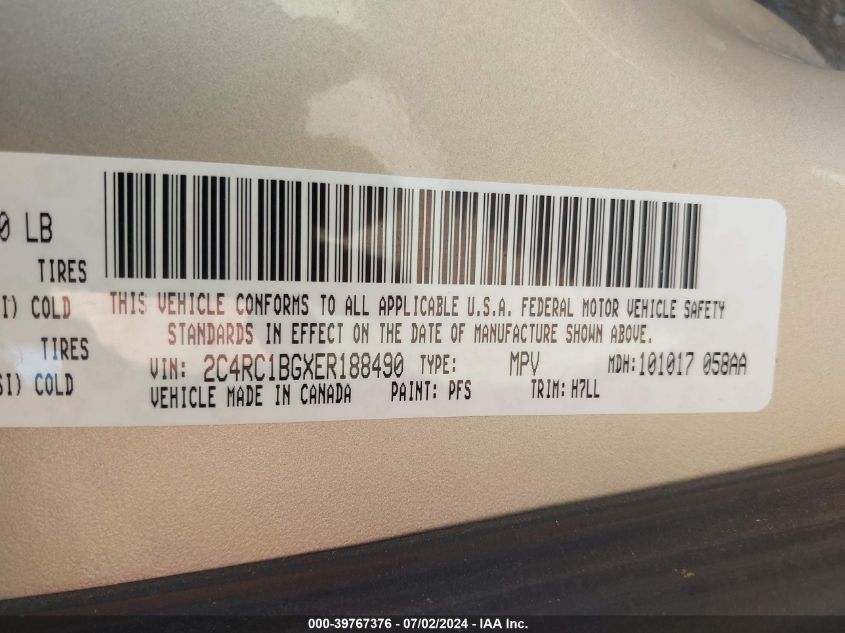 0 LB
TIRES
I) COLD
TIRES
SI) COLD
THIS VEHICLE CONFORMS TO ALL APPLICABLE U.S.A. FEDERAL MOTOR VEHICLE SAFETY
STANDARDS IN EFFECT ON THE DATE OF MANUFACTURE SHOWN ABOVE.
VIN: 2C4RC1BGXER188490 TYPE: MPV MDH: 101017 058AA
VEHICLE MADE IN CANADA PAINT: PFS TRIM: H7LL
000-39767376 - 07/02/2024 - IAA Inc.